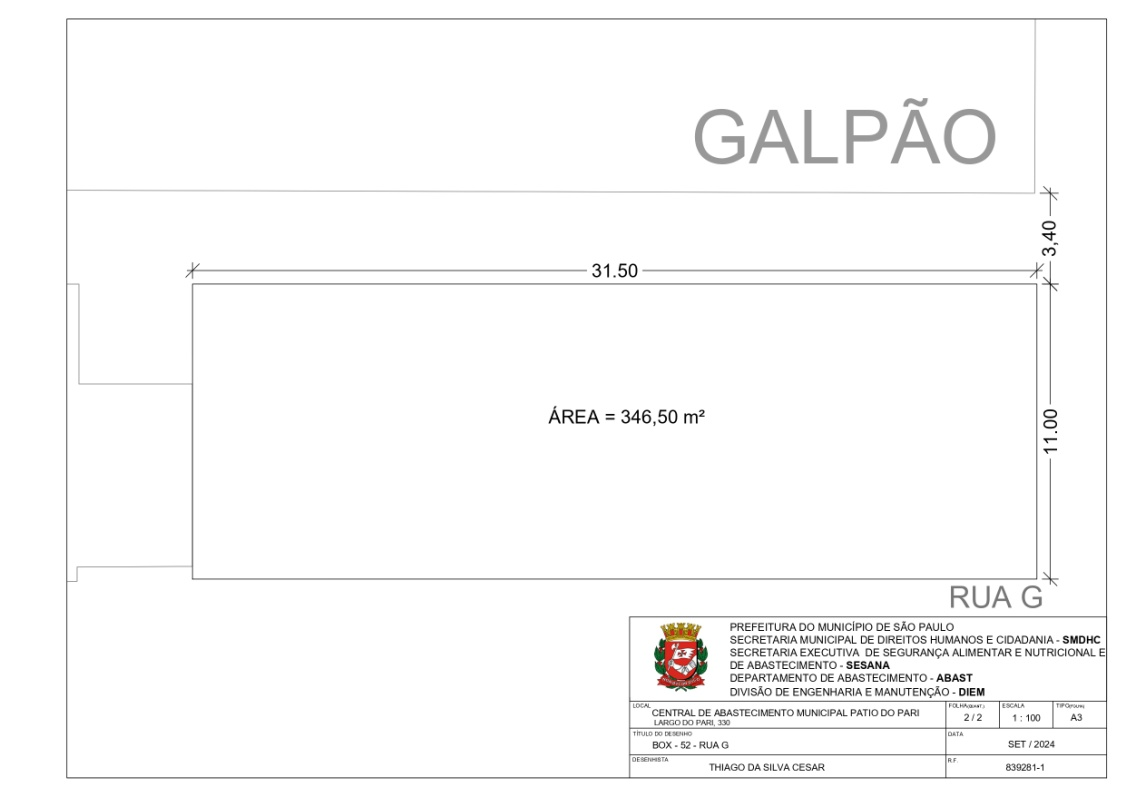 GALPÃO
3,40
31.50
ÁREA = 346,50 m²
11.00
RUA G
PREFEITURA DO MUNICÍPIO DE SÃO PAULO
SECRETARIA MUNICIPAL DE DIREITOS HUMANOS E CIDADANIA - SMDHC
SECRETARIA EXECUTIVA DE SEGURANÇA ALIMENTAR E NUTRICIONAL E
DE ABASTECIMENTO - SESANA
DEPARTAMENTO DE ABASTECIMENTO - ABAST
DIVISÃO DE ENGENHARIA E MANUTENÇÃO - DIEM
LOCAL
CENTRAL DE ABASTECIMENTO MUNICIPAL PATIO DO PARI
LARGO DO PARI, 330
FOLHA(QUANT.)
2 / 2
ESCALA
1 : 100
TIPO(FOLHA)
A3
TÍTULO DO DESENHO
BOX - 52 - RUA G
DATA
SET / 2024
DESENHISTA
THIAGO DA SILVA CESAR
R.F.
839281-1